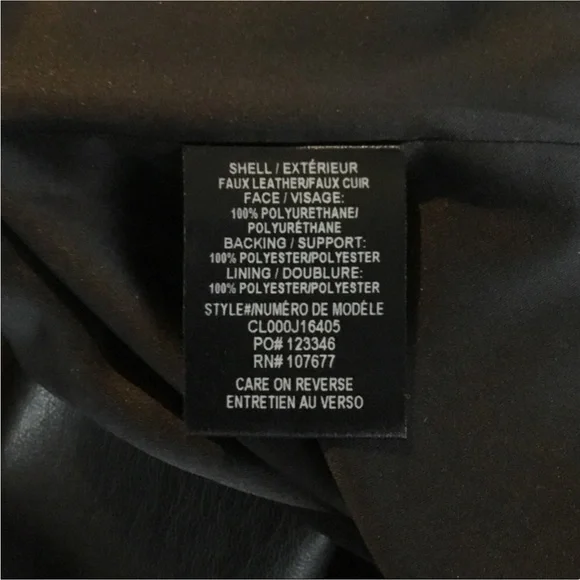 SHELL / EXTÉRIEUR
FAUX LEATHER/FAUX CUIR
FACE / VISAGE:
100% POLYURETHANE/
POLYURÉTHANE
BACKING / SUPPORT:
100% POLYESTER/POLYESTER
LINING / DOUBLURE:
100% POLYESTER/POLYESTER
STYLE#/NUMÉRO DE MODÈLE
CL000J16405
PO# 123346
RN# 107677
CARE ON REVERSE
ENTRETIEN AU VERSO